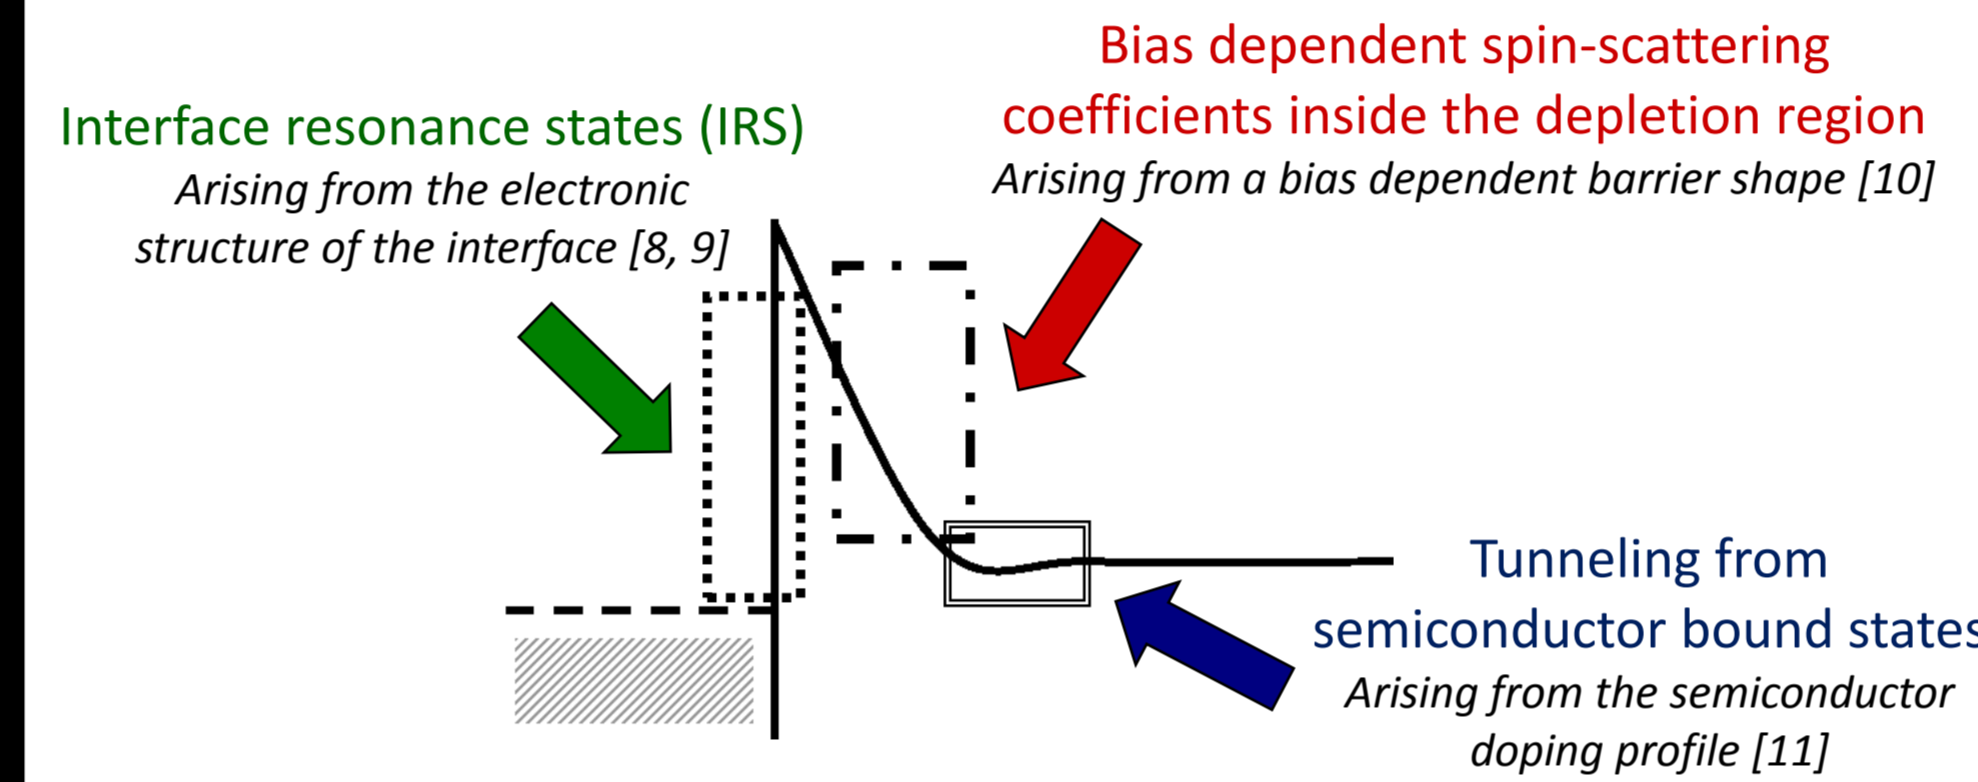 Interface resonance states (IRS)
Arising from the electronic
structure of the interface [8, 9]
Bias dependent spin-scattering
coefficients inside the depletion region
Arising from a bias dependent barrier shape [10]
Tunneling from
semiconductor bound states
Arising from the semiconductor
doping profile [11]